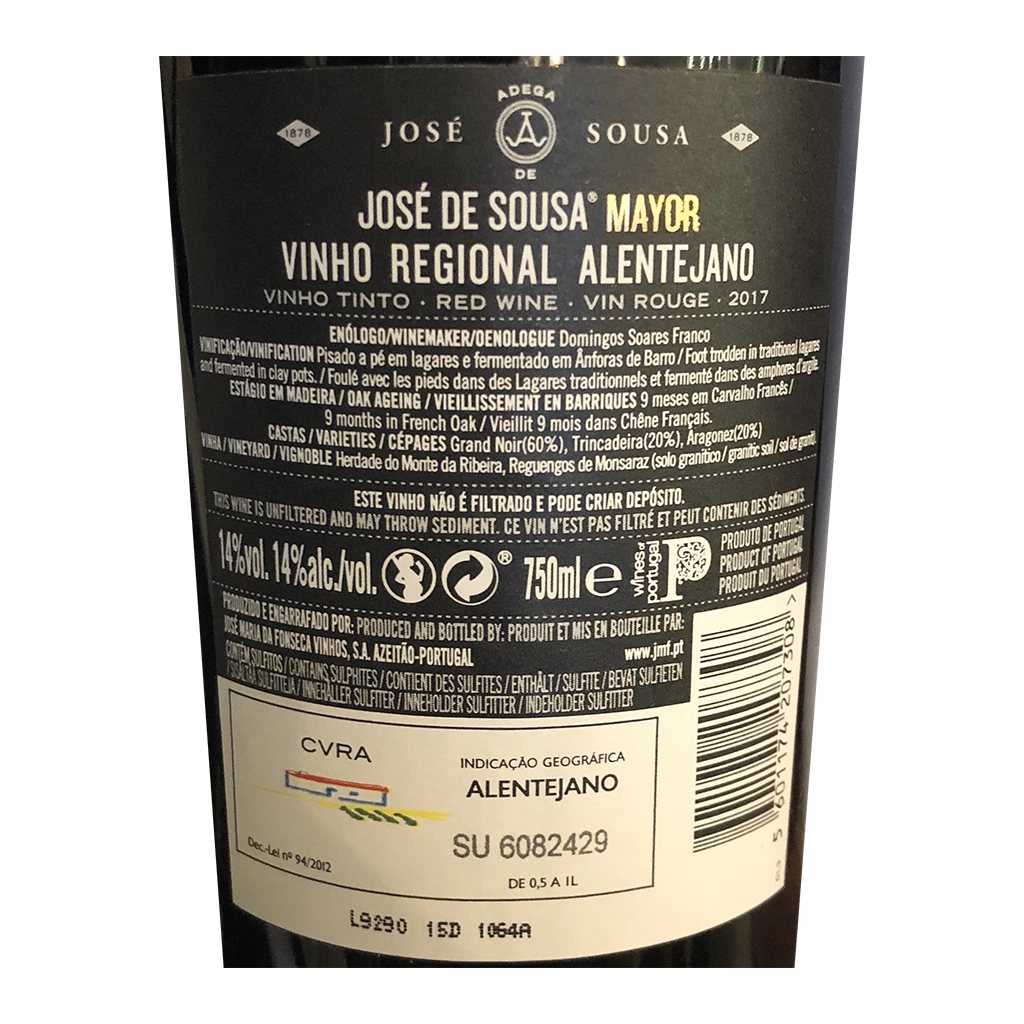 ADEGA
1878 JOSÉ SOUSA 1878
DE
JOSÉ DE SOUSA® MAYOR
VINHO REGIONAL ALENTEJANO
VINHO TINTO · RED WINE · VIN ROUGE · 2017
ENÓLOGO/WINEMAKER/OENOLOGUE Domingos Soares Franco
VINIFICAÇÃO/VINIFICATION Pisado a pé em lagares e fermentado em Ânforas de Barro / Foot trodden in traditional lagares
and fermented in clay pots. / Foulé avec les pieds dans des Lagares traditionnels et fermenté dans des amphores d'argile.
ESTÁGIO EM MADEIRA / OAK AGEING / VIEILLISSEMENT EN BARRIQUES 9 meses em Carvalho Francês /
9 months in French Oak / Vieillit 9 mois dans Chêne Français.
CASTAS / VARIETIES / CÉPAGES Grand Noir(60%), Trincadeira(20%), Aragonez(20%)
VINHA / VINEYARD / VIGNOBLE Herdade do Monte da Ribeira, Reguengos de Monsaraz (solo granítico / granitic soil / sol de granit).
ESTE VINHO NÃO É FILTRADO E PODE CRIAR DEPÓSITO.
THIS WINE IS UNFILTERED AND MAY THROW SEDIMENT. CE VIN N'EST PAS FILTRÉ ET PEUT CONTENIR DES SÉDIMENTS.
14%vol. 14%alc./vol. ® 750ml e
wines of
portugal
PRODUTO DE PORTUGAL
PRODUCT OF PORTUGAL
PRODUIT DU PORTUGAL
PRODUZIDO E ENGARRAFADO POR: PRODUCED AND BOTTLED BY: PRODUIT ET MIS EN BOUTEILLE PAR:
JOSÉ MARIA DA FONSECA VINHOS, S.A. AZEITÃO-PORTUGAL www.jmf.pt
CONTÉM SULFITOS / CONTAINS SULPHITES / CONTIENT DES SULFITES / ENTHÄLT / SULFITE / BEVAT SULFIETEN
/ SISÄLTÄÄ SULFIITTEJA / INNEHÅLLER SULFITER / INNEHOLDER SULFITTER / INDEHOLDER SULFITTER
CVRA
INDICAÇÃO GEOGRÁFICA
ALENTEJANO
SU 6082429
Dec.-Lei nº 94/2012
DE 0,5 A 1L
5 601174 207308 >
L9290 15D 1064A